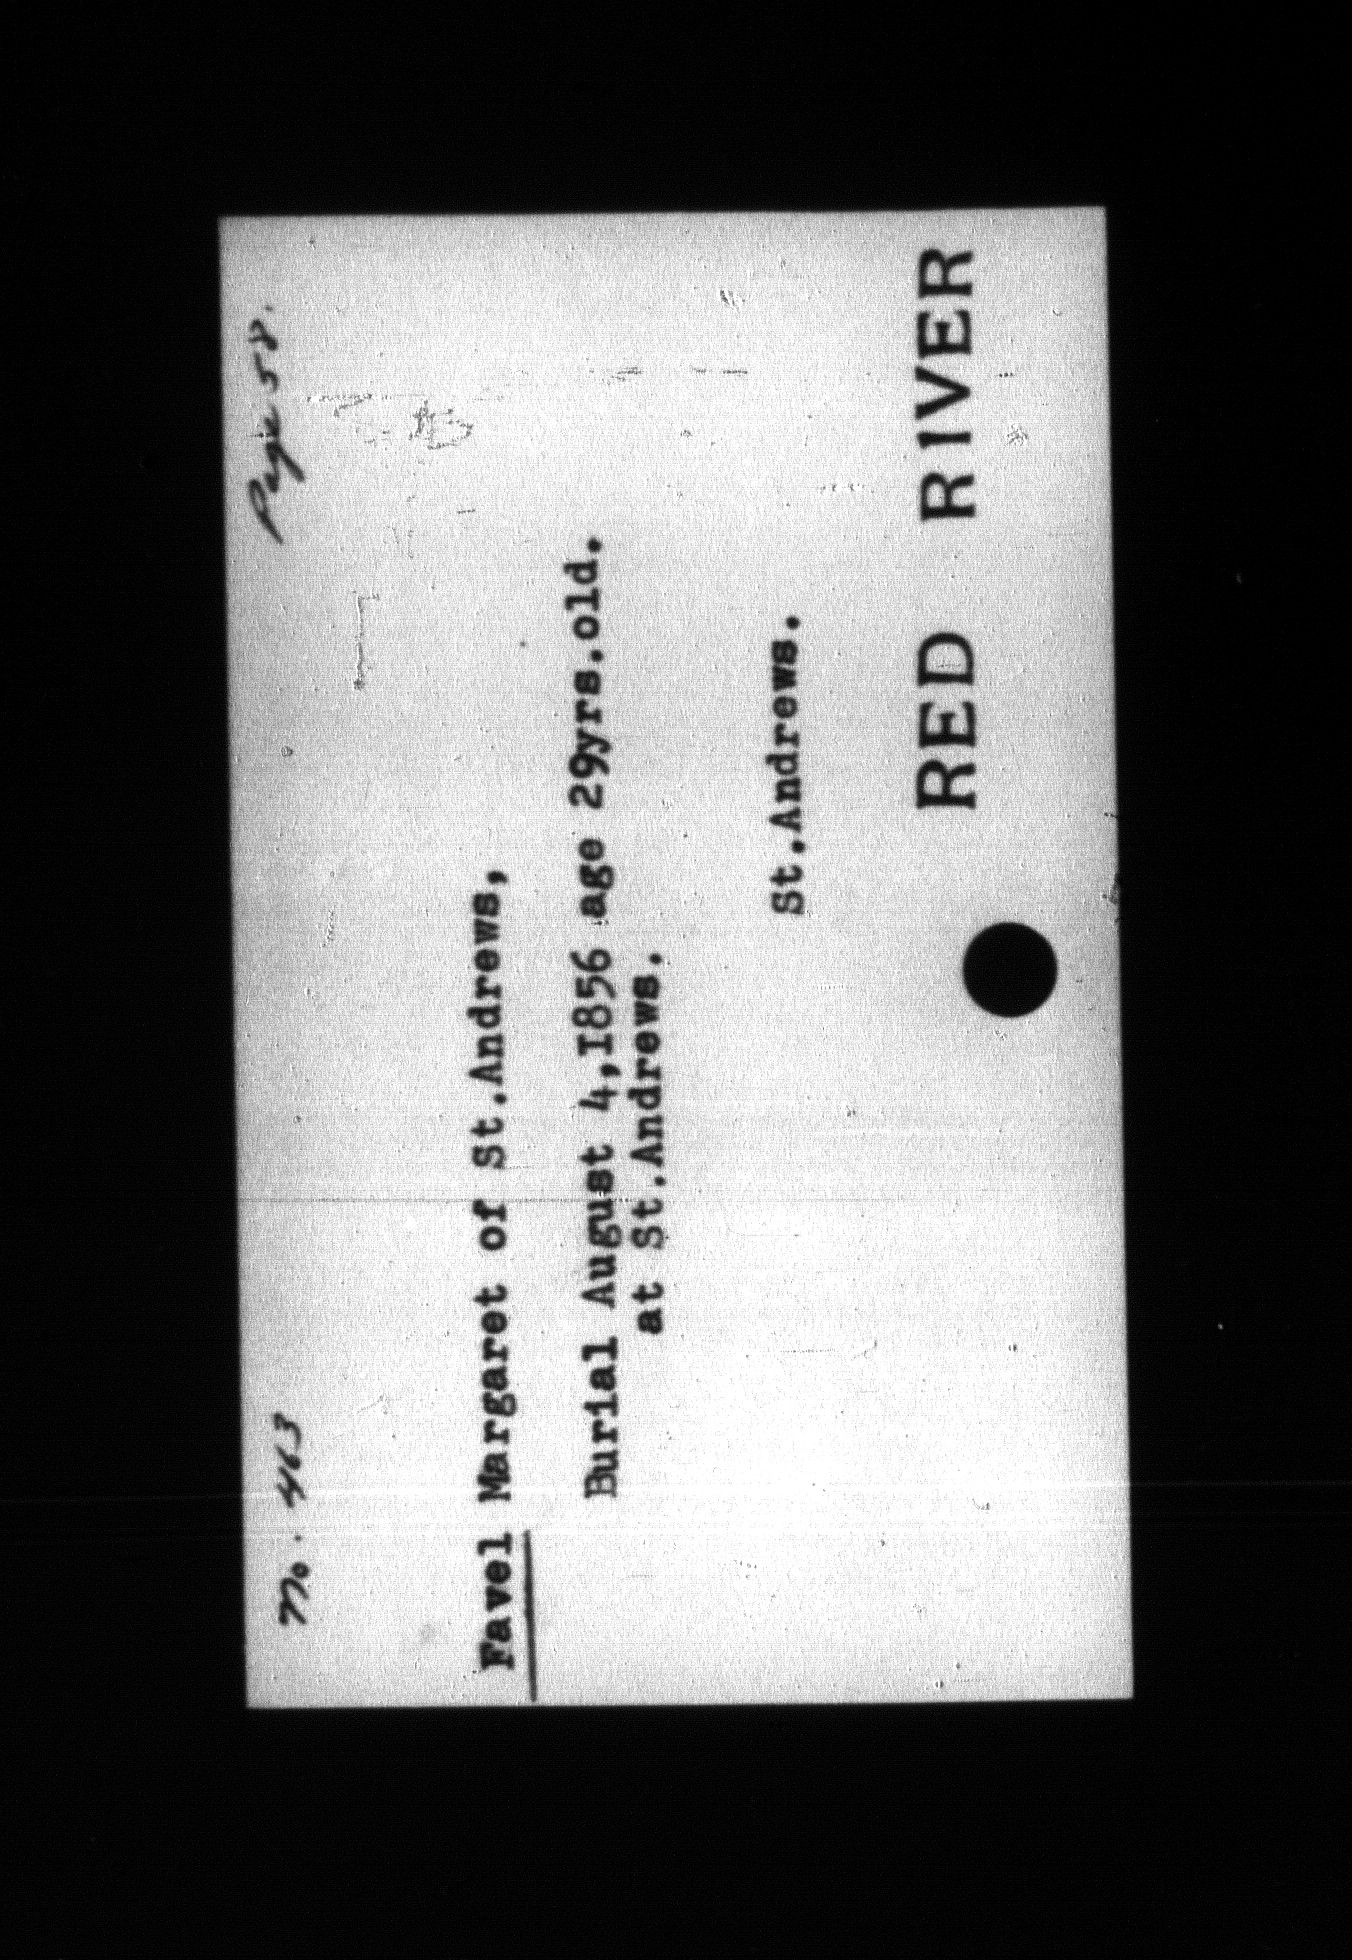 No. 463 Page 58.
Favel Margaret of St.Andrews,
Burial August 4,1856 age 29yrs.old.
at St.Andrews.
St.Andrews.
RED RIVER